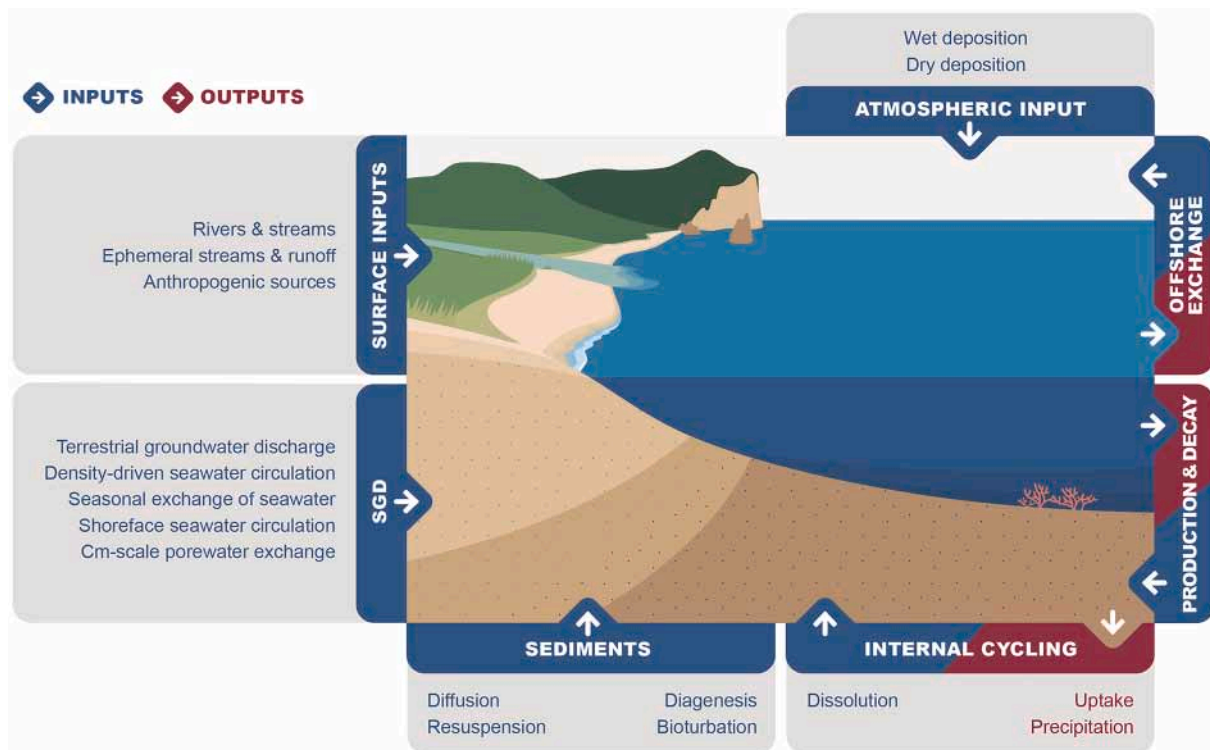 Wet deposition
Dry deposition
ATMOSPHERIC INPUT
INPUTS
OUTPUTS
SURFACE INPUTS
Rivers & streams
Ephemeral streams & runoff
Anthropogenic sources
OFFSHORE
EXCHANGE
SGD
Terrestrial groundwater discharge
Density-driven seawater circulation
Seasonal exchange of seawater
Shoreface seawater circulation
Cm-scale porewater exchange
PRODUCTION & DECAY
SEDIMENTS
Diffusion
Resuspension
Diagenesis
Bioturbation
INTERNAL CYCLING
Dissolution
Uptake
Precipitation